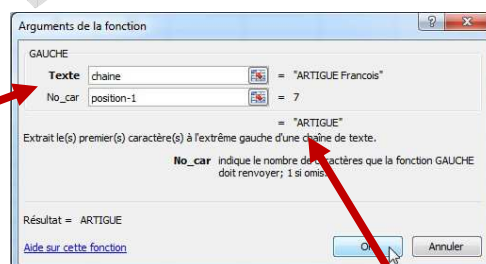 Arguments de la fonction
GAUCHE
Texte chaine = "ARTIGUE Francois"
No_car position-1 = 7
= "ARTIGUE"
Extrait le(s) premier(s) caractère(s) à l'extrême gauche d'une chaîne de texte.
No_car indique le nombre de caractères que la fonction GAUCHE
doit renvoyer; 1 si omis.
Résultat = ARTIGUE
Aide sur cette fonction OK Annuler